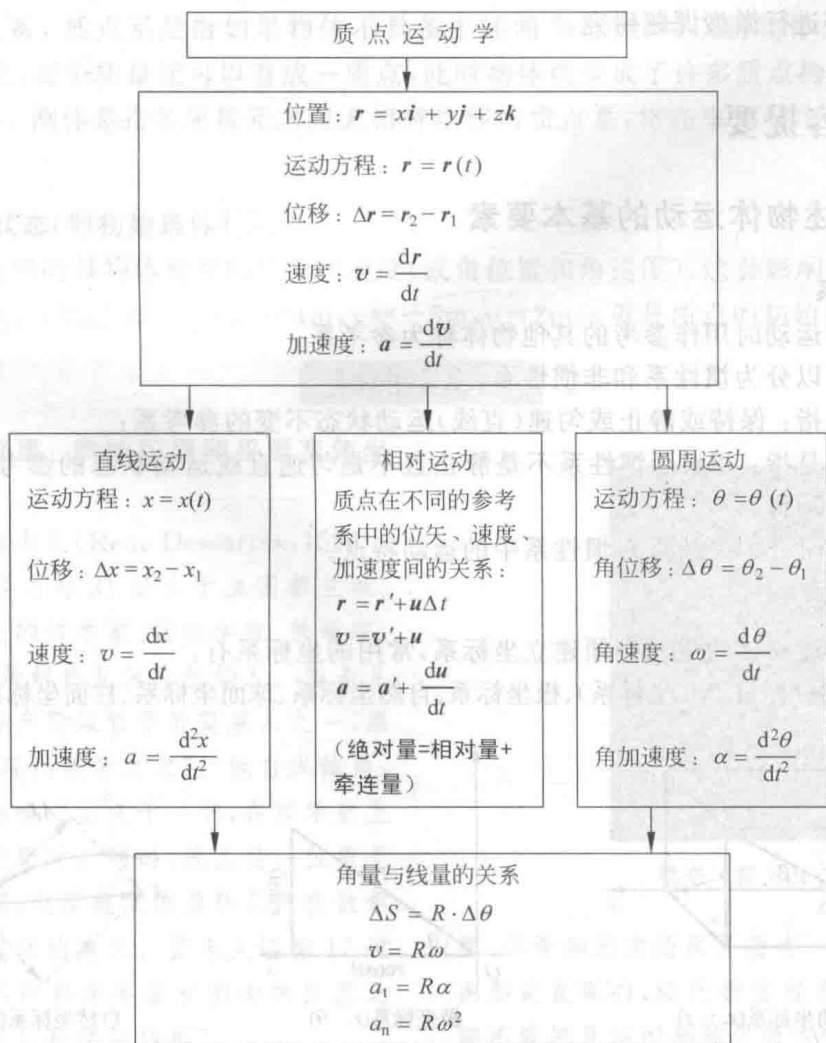 质点运动学
位置：r = xi + yj + zk
运动方程：r = r(t)
位移：Δr = r₂ − r₁
速度：v = dr/dt
加速度：a = dv/dt
直线运动
运动方程：x = x(t)
位移：Δx = x₂ − x₁
速度：v = dx/dt
加速度：a = d²x/dt²
相对运动
质点在不同的参考
系中的位矢、速度、
加速度间的关系：
r = r′ + uΔt
v = v′ + u
a = a′ + du/dt
（绝对量=相对量+
牵连量）
圆周运动
运动方程：θ = θ(t)
角位移：Δθ = θ₂ − θ₁
角速度：ω = dθ/dt
角加速度：α = d²θ/dt²
角量与线量的关系
ΔS = R · Δθ
v = Rω
a₁ = Rα
aₙ = Rω²